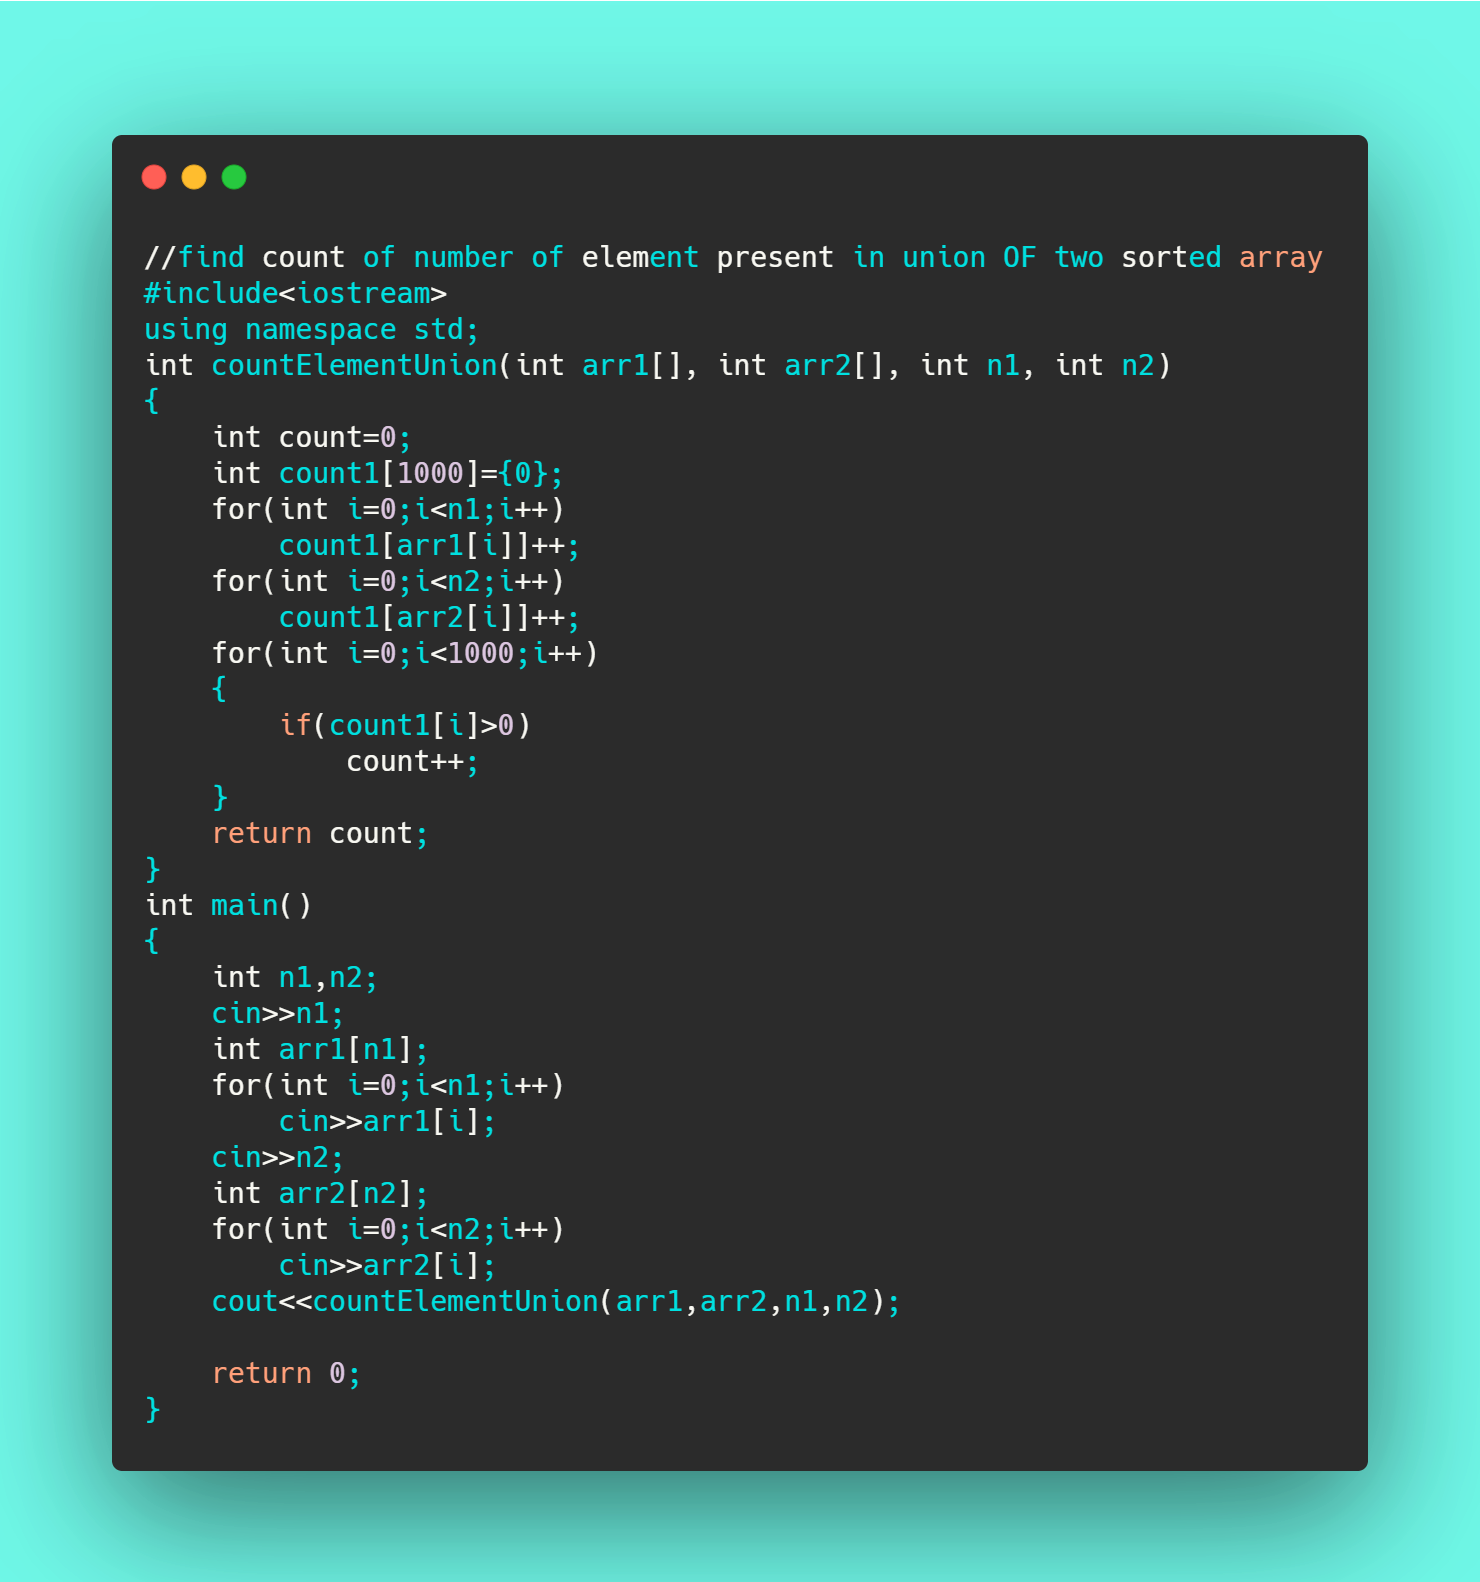 //find count of number of element present in union OF two sorted array
#include<iostream>
using namespace std;
int countElementUnion(int arr1[], int arr2[], int n1, int n2)
{
    int count=0;
    int count1[1000]={0};
    for(int i=0;i<n1;i++)
        count1[arr1[i]]++;
    for(int i=0;i<n2;i++)
        count1[arr2[i]]++;
    for(int i=0;i<1000;i++)
    {
        if(count1[i]>0)
            count++;
    }
    return count;
}
int main()
{
    int n1,n2;
    cin>>n1;
    int arr1[n1];
    for(int i=0;i<n1;i++)
        cin>>arr1[i];
    cin>>n2;
    int arr2[n2];
    for(int i=0;i<n2;i++)
        cin>>arr2[i];
    cout<<countElementUnion(arr1,arr2,n1,n2);

    return 0;
}